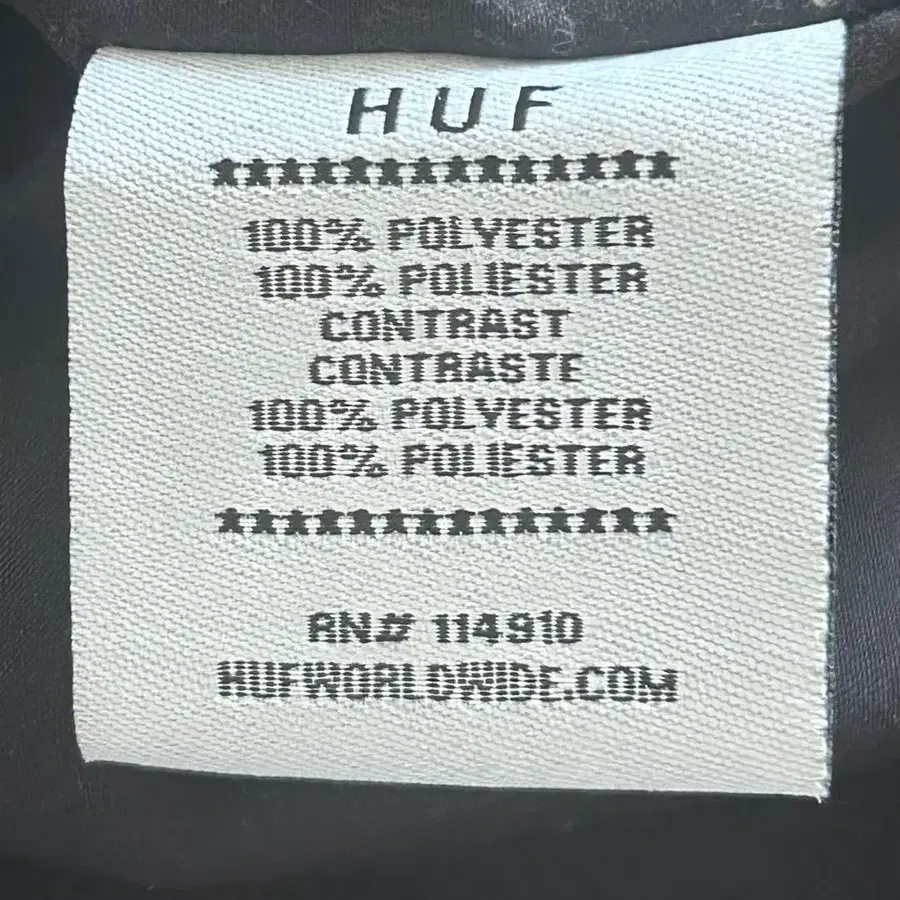 HUF
★★★★★★★★★★★★★★
100% POLYESTER
100% POLIESTER
CONTRAST
CONTRASTE
100% POLYESTER
100% POLIESTER
★★★★★★★★★★★★★★
RN# 114910
HUFWORLDWIDE.COM